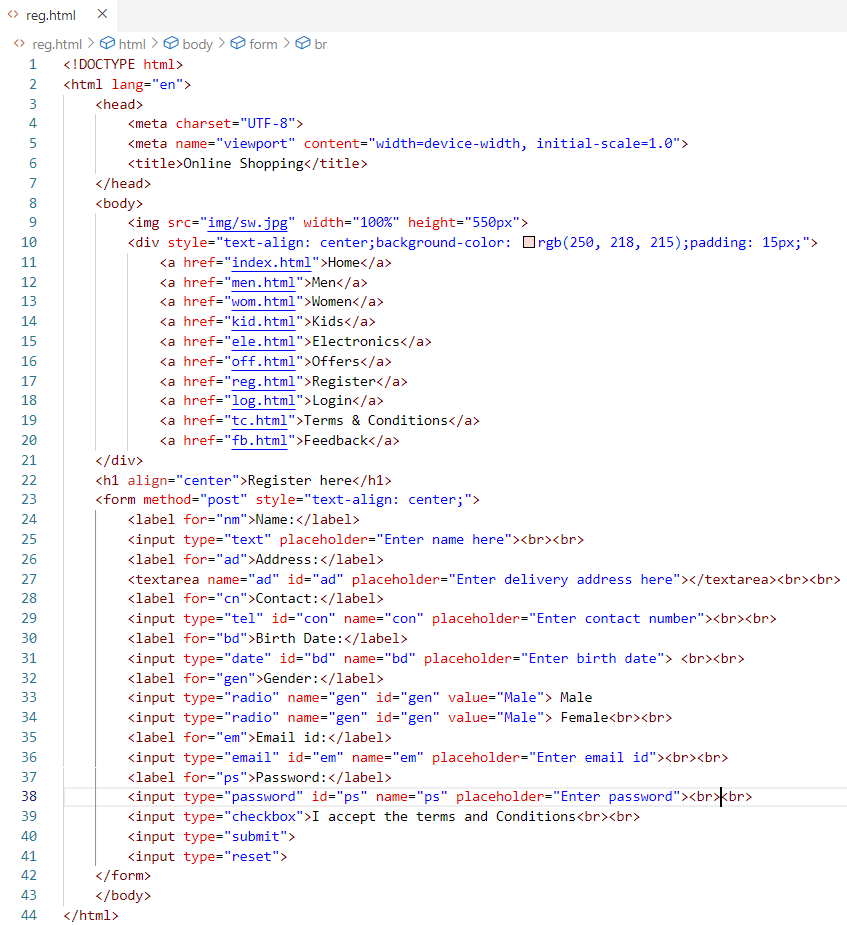 reg.html
reg.html > html > body > form > br
1 <!DOCTYPE html>
2 <html lang="en">
3 <head>
4 <meta charset="UTF-8">
5 <meta name="viewport" content="width=device-width, initial-scale=1.0">
6 <title>Online Shopping</title>
7 </head>
8 <body>
9 <img src="img/sw.jpg" width="100%" height="550px">
10 <div style="text-align: center;background-color: rgb(250, 218, 215);padding: 15px;">
11 <a href="index.html">Home</a>
12 <a href="men.html">Men</a>
13 <a href="wom.html">Women</a>
14 <a href="kid.html">Kids</a>
15 <a href="ele.html">Electronics</a>
16 <a href="off.html">Offers</a>
17 <a href="reg.html">Register</a>
18 <a href="log.html">Login</a>
19 <a href="tc.html">Terms & Conditions</a>
20 <a href="fb.html">Feedback</a>
21 </div>
22 <h1 align="center">Register here</h1>
23 <form method="post" style="text-align: center;">
24 <label for="nm">Name:</label>
25 <input type="text" placeholder="Enter name here"><br><br>
26 <label for="ad">Address:</label>
27 <textarea name="ad" id="ad" placeholder="Enter delivery address here"></textarea><br><br>
28 <label for="cn">Contact:</label>
29 <input type="tel" id="con" name="con" placeholder="Enter contact number"><br><br>
30 <label for="bd">Birth Date:</label>
31 <input type="date" id="bd" name="bd" placeholder="Enter birth date"> <br><br>
32 <label for="gen">Gender:</label>
33 <input type="radio" name="gen" id="gen" value="Male"> Male
34 <input type="radio" name="gen" id="gen" value="Male"> Female<br><br>
35 <label for="em">Email id:</label>
36 <input type="email" id="em" name="em" placeholder="Enter email id"><br><br>
37 <label for="ps">Password:</label>
38 <input type="password" id="ps" name="ps" placeholder="Enter password"><br><br>
39 <input type="checkbox">I accept the terms and Conditions<br><br>
40 <input type="submit">
41 <input type="reset">
42 </form>
43 </body>
44 </html>